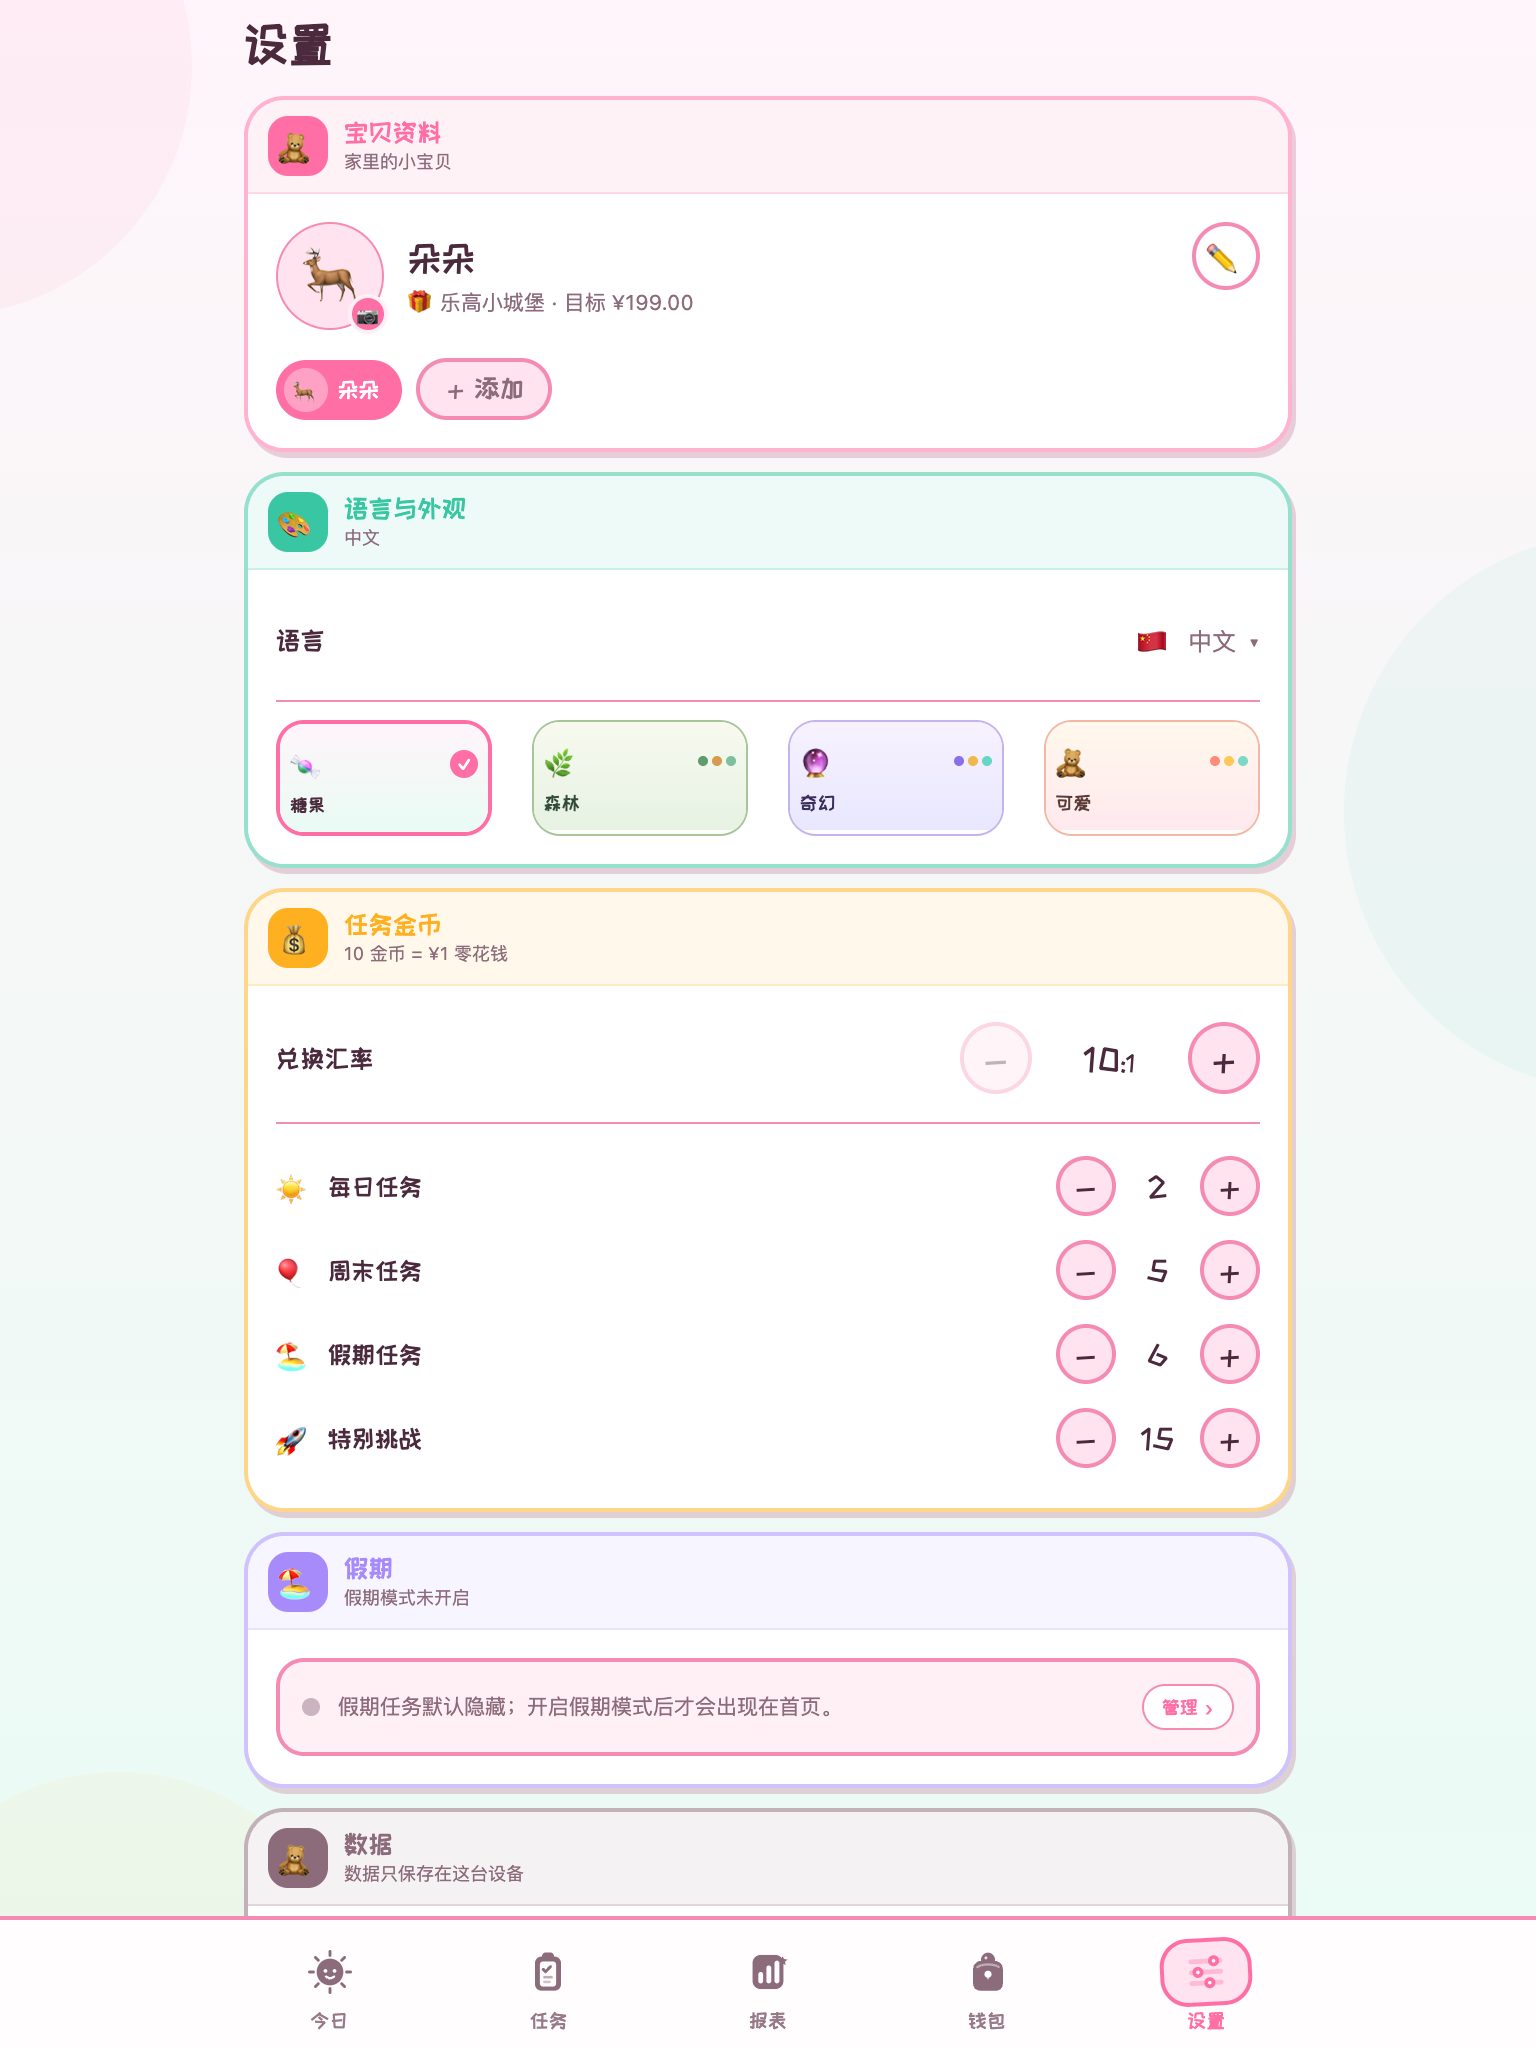 设置
宝贝资料
家里的小宝贝
朵朵
乐高小城堡 · 目标 ¥199.00
朵朵
+ 添加
语言与外观
中文
语言
中文
糖果
森林
奇幻
可爱
任务金币
10 金币 = ¥1 零花钱
兑换汇率
− 10:1 +
每日任务
− 2 +
周末任务
− 5 +
假期任务
− 6 +
特别挑战
− 15 +
假期
假期模式未开启
假期任务默认隐藏；开启假期模式后才会出现在首页。
管理 ›
数据
数据只保存在这台设备
今日
任务
报表
钱包
设置